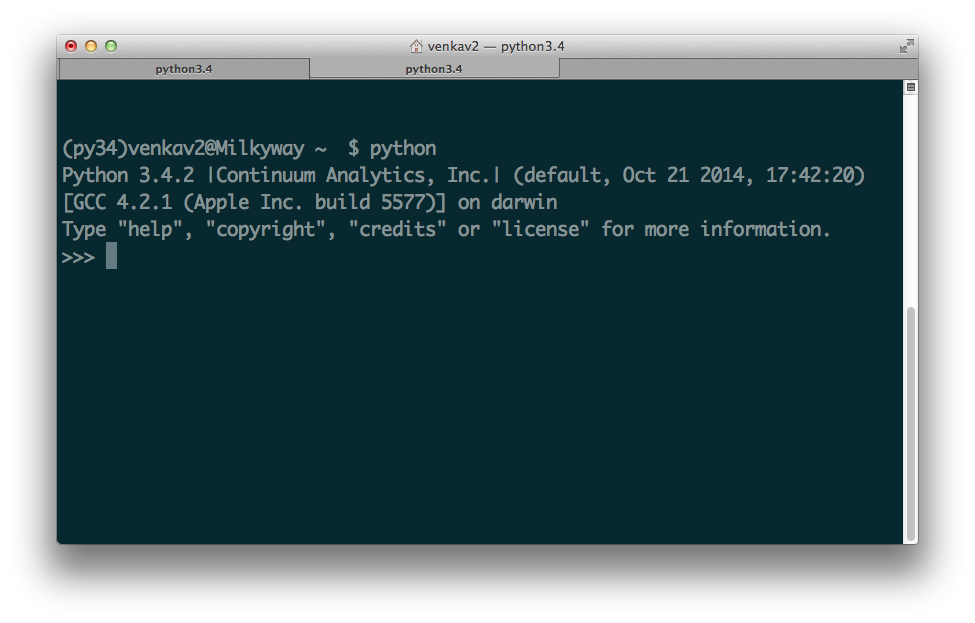 venkav2 — python3.4
python3.4 python3.4
(py34)venkav2@Milkyway ~  $ python
Python 3.4.2 |Continuum Analytics, Inc.| (default, Oct 21 2014, 17:42:20)
[GCC 4.2.1 (Apple Inc. build 5577)] on darwin
Type "help", "copyright", "credits" or "license" for more information.
>>>